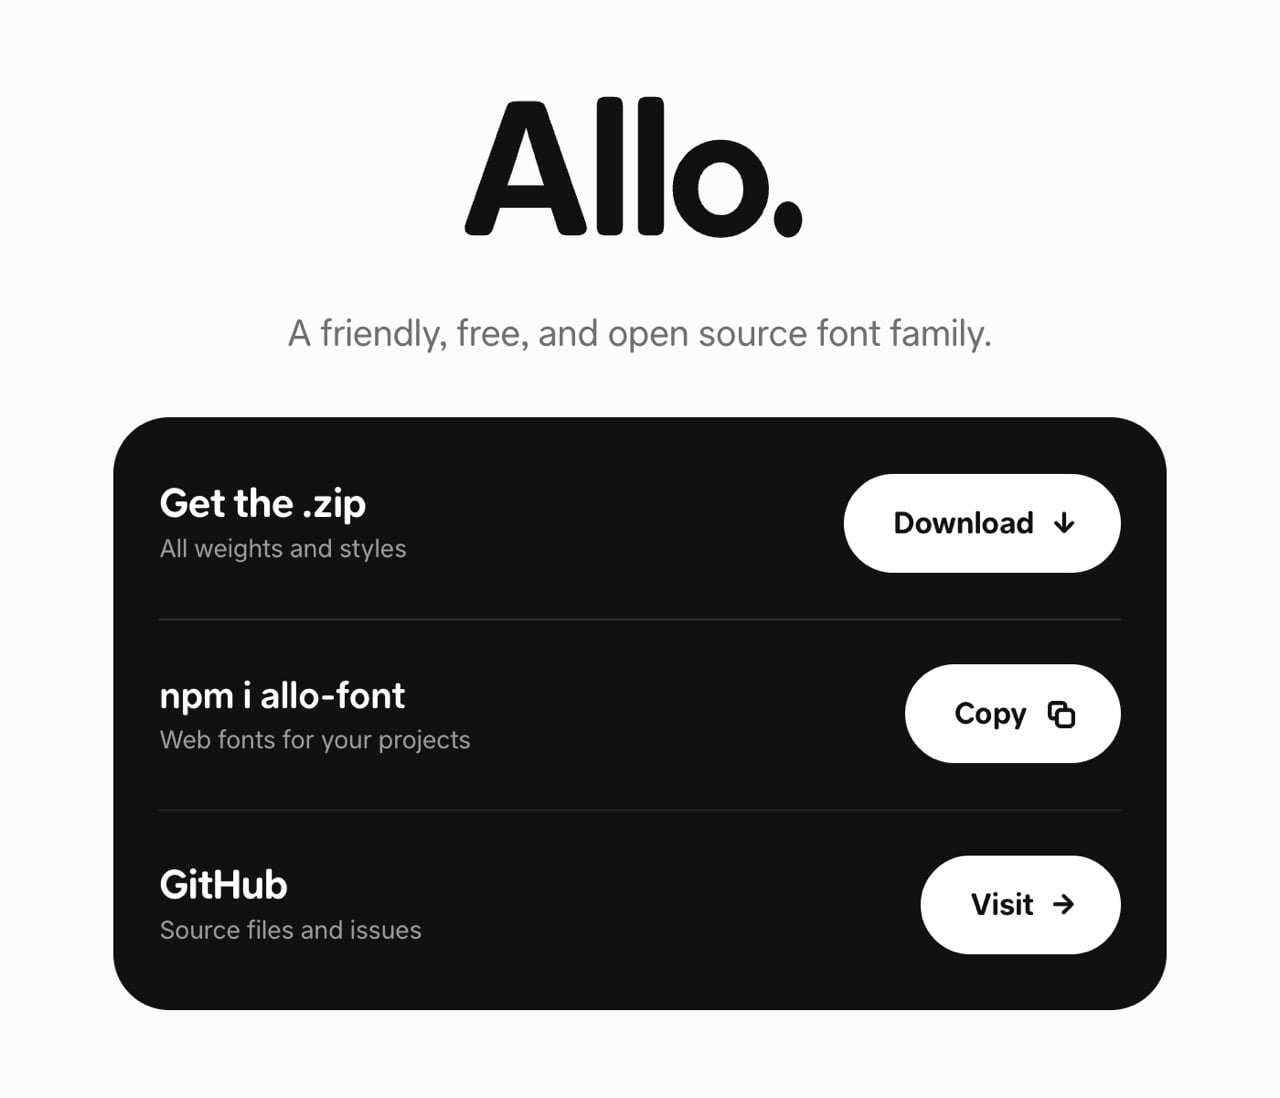 Allo.
A friendly, free, and open source font family.
Get the .zip
All weights and styles
Download
npm i allo-font
Web fonts for your projects
Copy
GitHub
Source files and issues
Visit